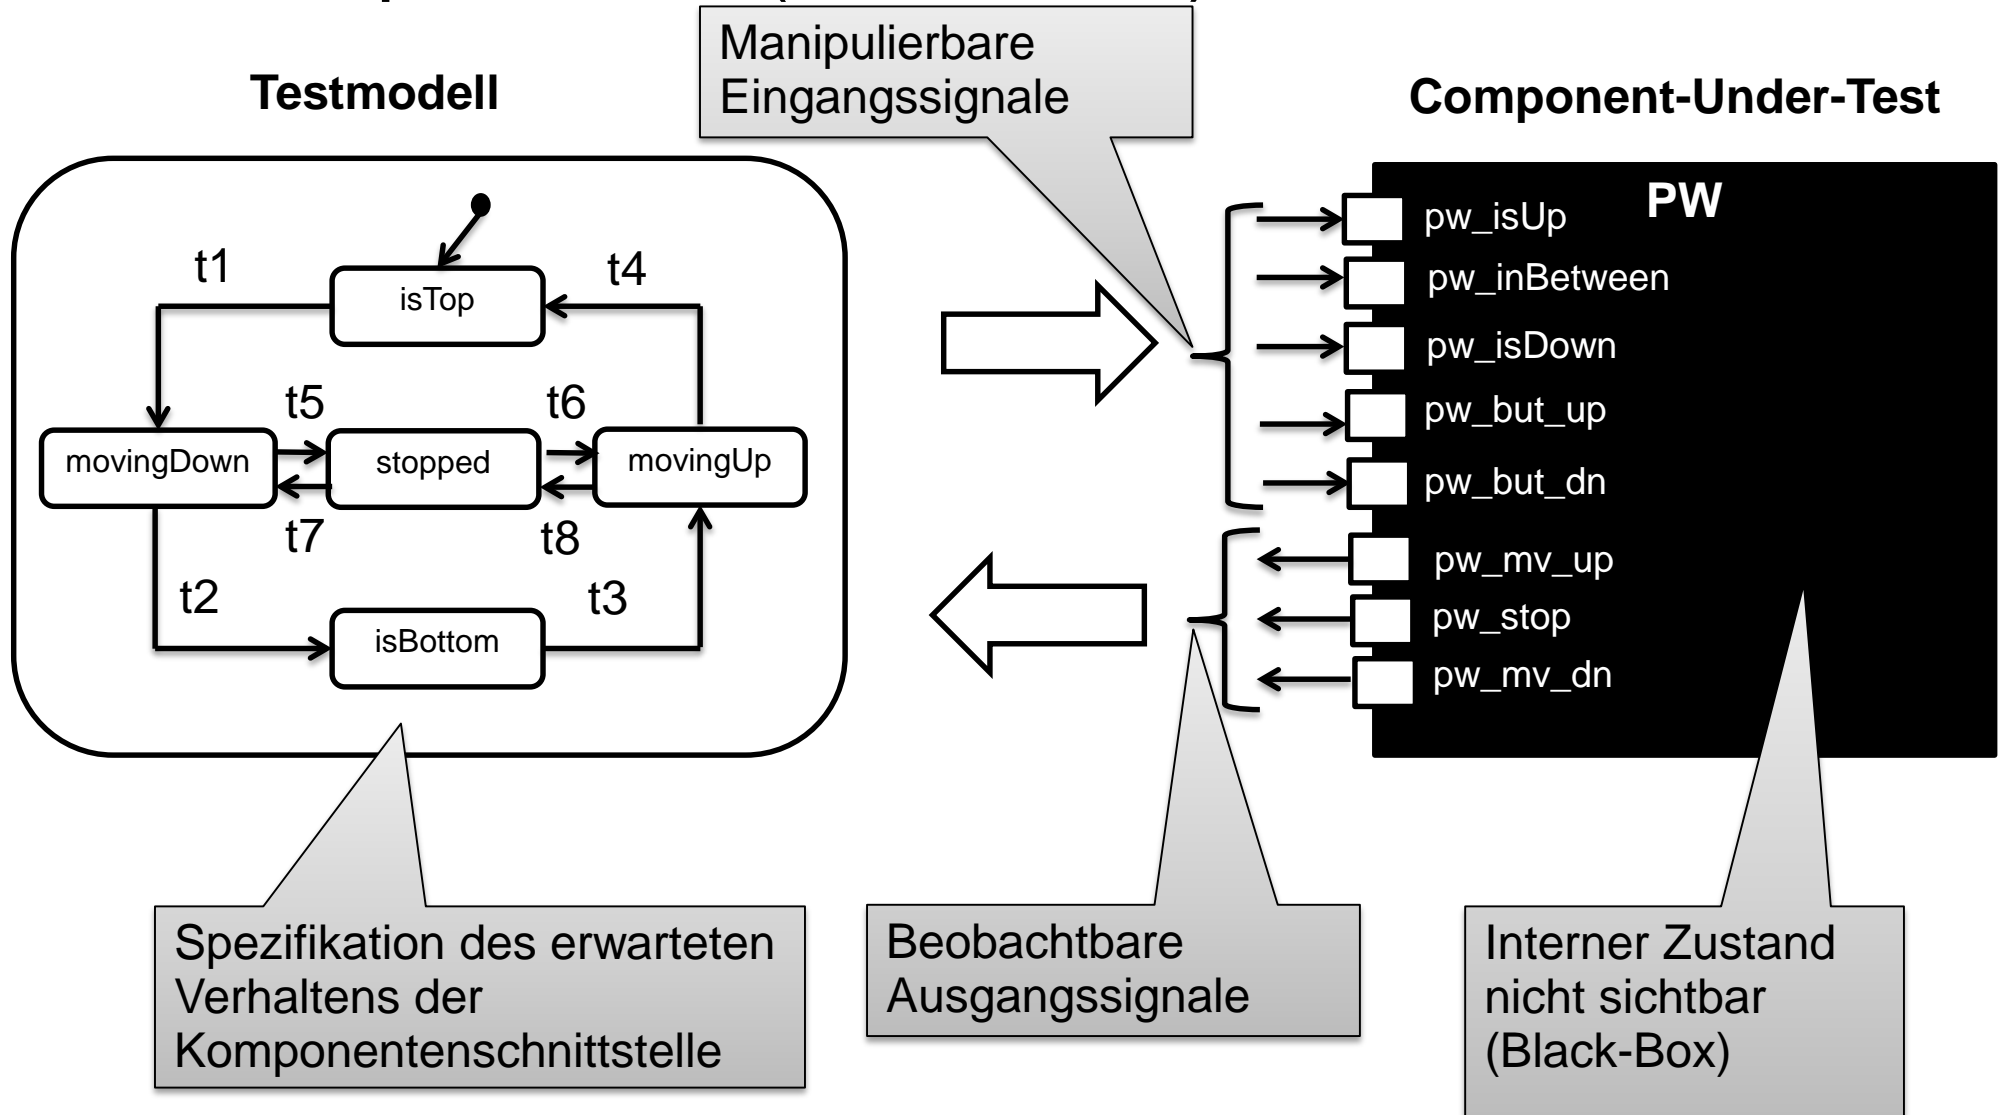 Manipulierbare
Eingangssignale
Testmodell
Component-Under-Test
t1
isTop
t4
t5
t6
movingDown
stopped
movingUp
t7
t8
t2
t3
isBottom
PW
pw_isUp
pw_inBetween
pw_isDown
pw_but_up
pw_but_dn
pw_mv_up
pw_stop
pw_mv_dn
Spezifikation des erwarteten
Verhaltens der
Komponentenschnittstelle
Beobachtbare
Ausgangssignale
Interner Zustand
nicht sichtbar
(Black-Box)